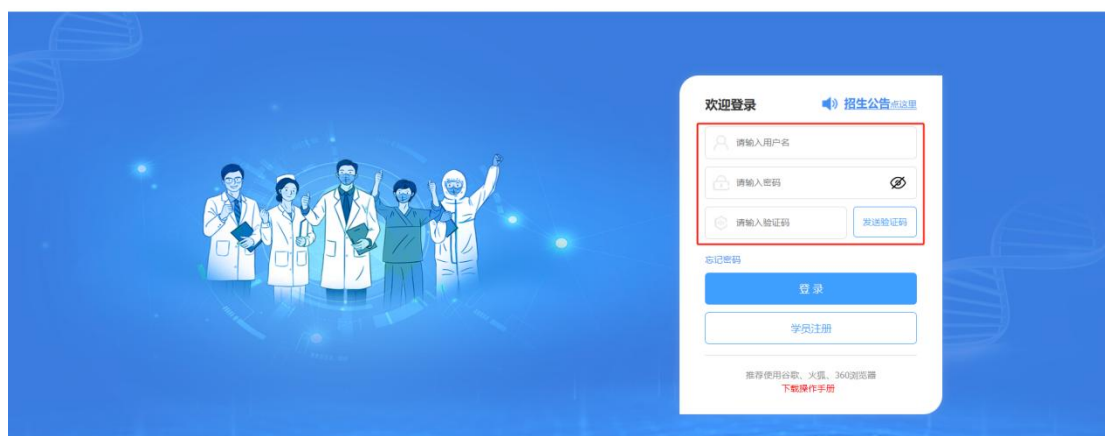 欢迎登录
招生公告点这里
请输入用户名
请输入密码
请输入验证码
发送验证码
忘记密码
登 录
学员注册
推荐使用谷歌、火狐、360浏览器
下载操作手册